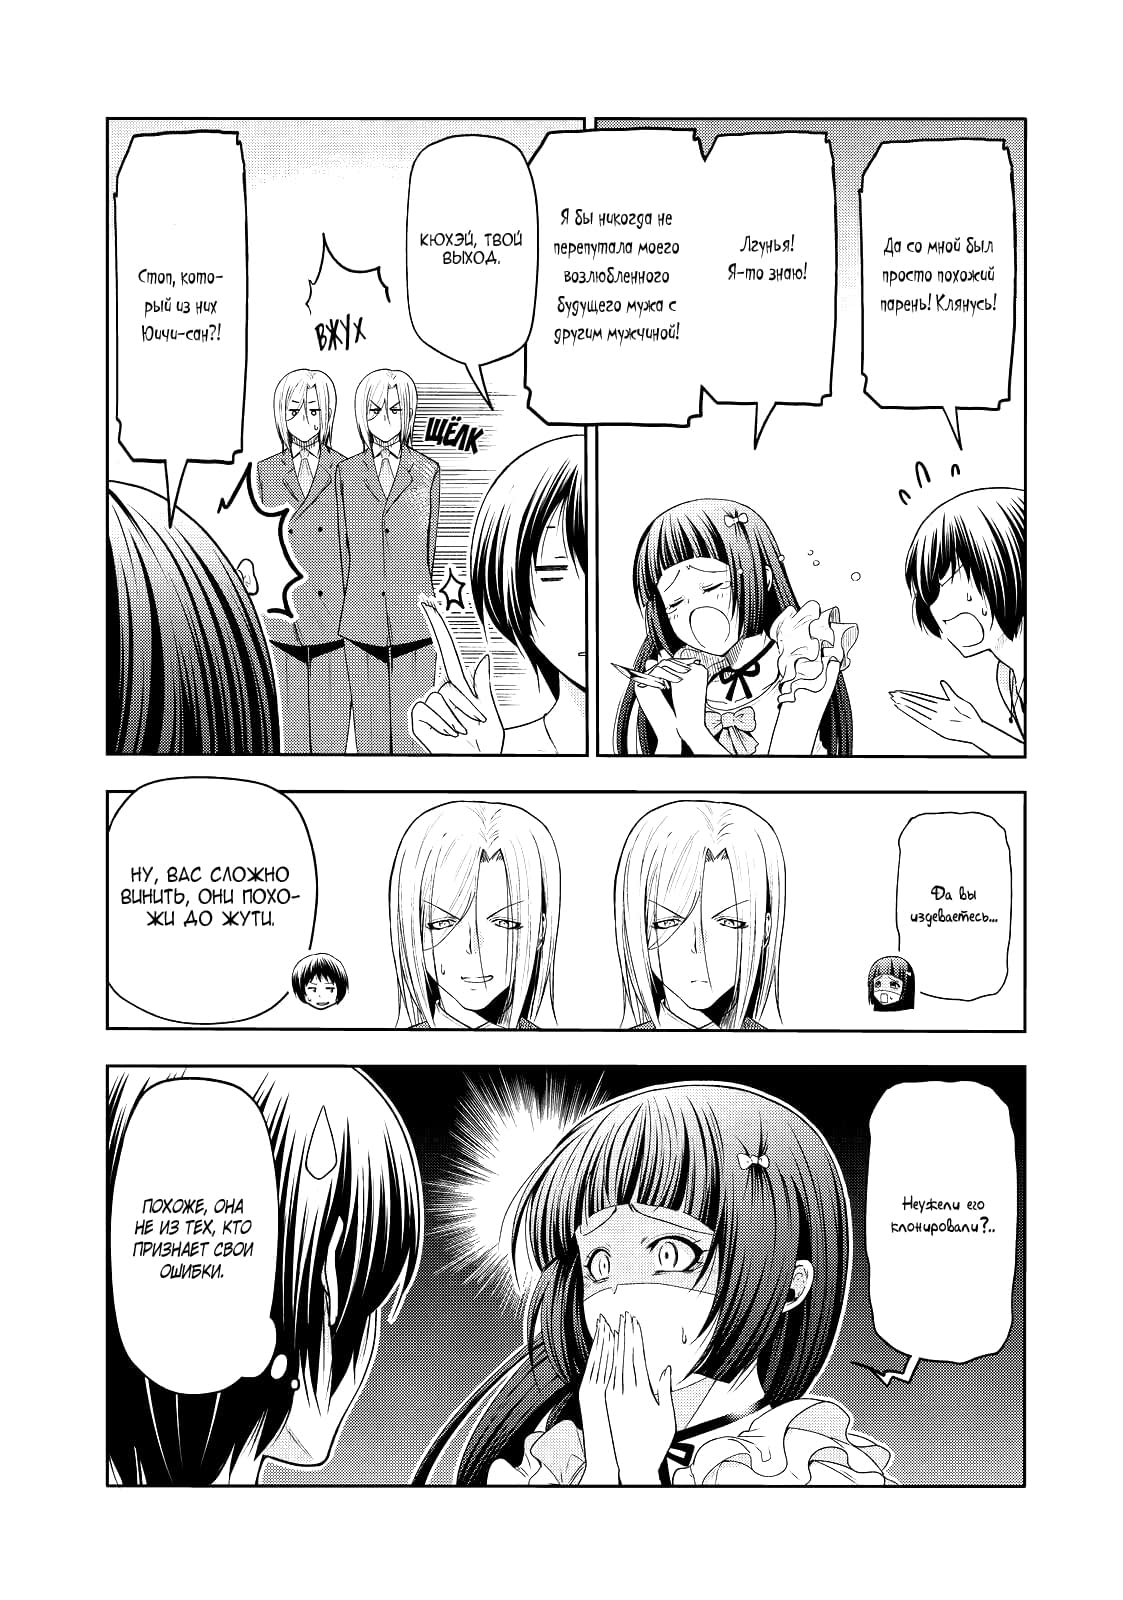 Да со мной был
просто похожий
парень! Клянусь!
Лгунья!
Я-то знаю!
Я бы никогда не
перепутала моего
возлюбленного
будущего мужа с
другим мужчиной!
КЮХЭЙ, ТВОЙ
ВЫХОД.
ЩЁЛК
ВЖУХ
Стоп, кото-
рый из них
Юичи-сан?!
Да вы
издеваетесь...
НУ, ВАС СЛОЖНО
ВИНИТЬ, ОНИ ПОХО-
ЖИ ДО ЖУТИ.
Неужели его
клонировали?..
ПОХОЖЕ, ОНА
НЕ ИЗ ТЕХ, КТО
ПРИЗНАЕТ СВОИ
ОШИБКИ.